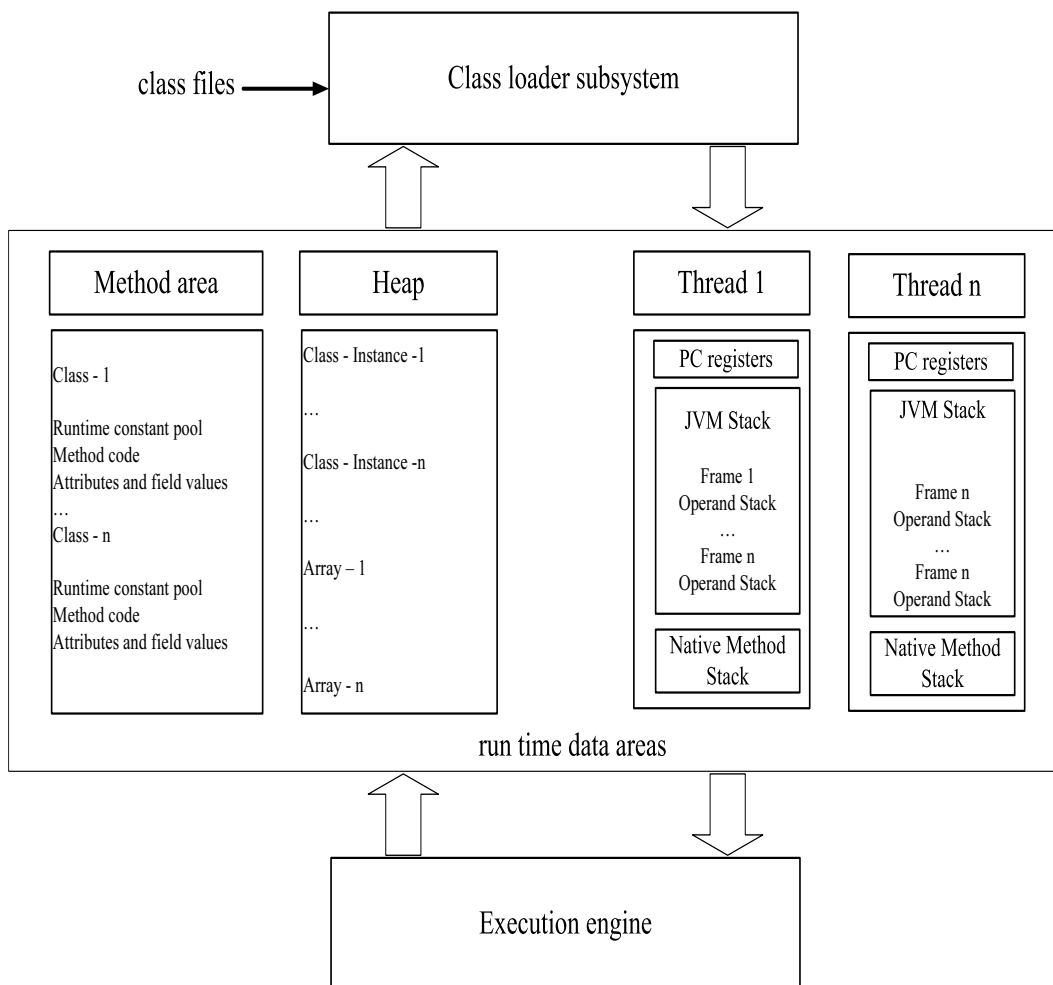 Class loader subsystem
class files
Method area
Class - 1
Runtime constant pool
Method code
Attributes and field values
…
Class - n
Runtime constant pool
Method code
Attributes and field values
Heap
Class - Instance -1
…
Class - Instance -n
…
Array – 1
…
Array - n
Thread 1
PC registers
JVM Stack
Frame 1
Operand Stack
…
Frame n
Operand Stack
Native Method
Stack
Thread n
PC registers
JVM Stack
Frame n
Operand Stack
…
Frame n
Operand Stack
Native Method
Stack
run time data areas
Execution engine